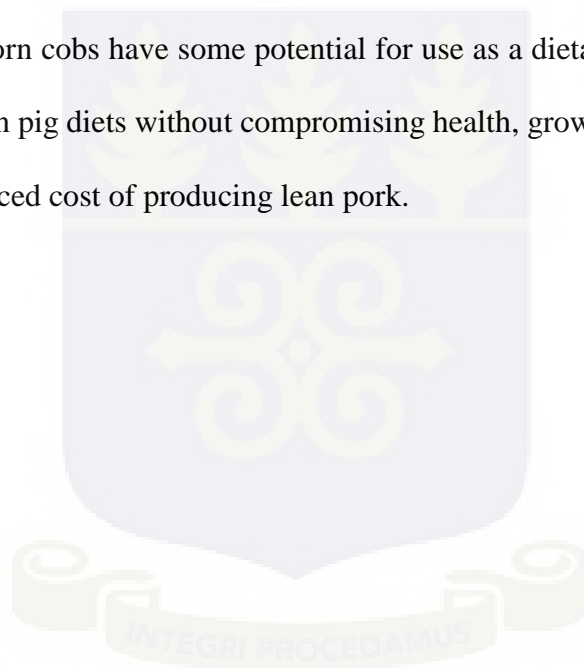 orn cobs have some potential for use as a dieta
n pig diets without compromising health, grow
ced cost of producing lean pork.
INTEGRI PROCEDAMUS